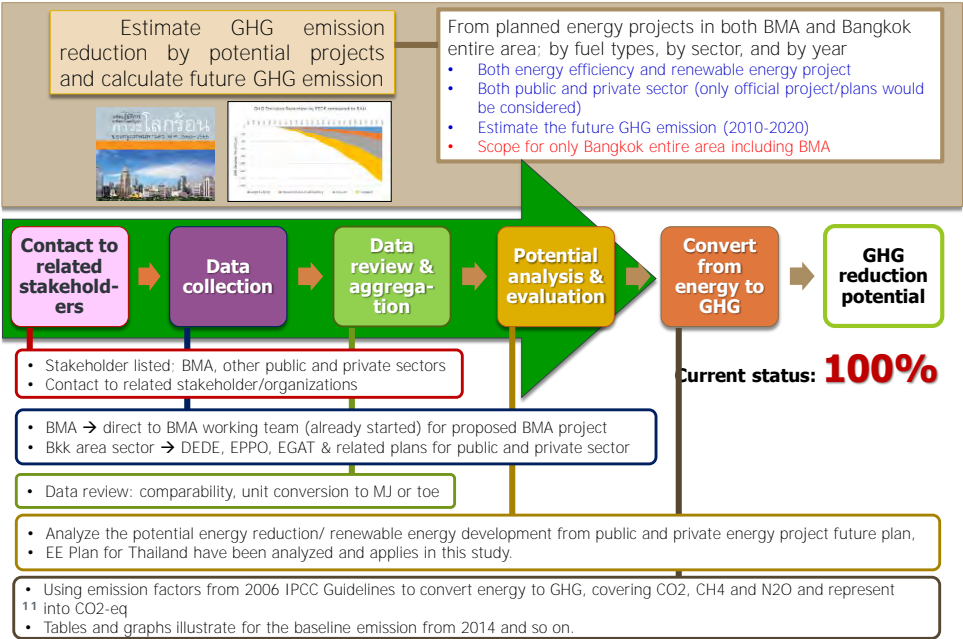 Estimate GHG emission
reduction by potential projects
and calculate future GHG emission
From planned energy projects in both BMA and Bangkok
entire area; by fuel types, by sector, and by year
• Both energy efficiency and renewable energy project
• Both public and private sector (only official project/plans would
be considered)
• Estimate the future GHG emission (2010-2020)
• Scope for only Bangkok entire area including BMA
ภาวะโลกร้อน
Contact to
related
stakehold-
ers
Data
collection
Data
review &
aggrega-
tion
Potential
analysis &
evaluation
Convert
from
energy to
GHG
GHG
reduction
potential
• Stakeholder listed; BMA, other public and private sectors
• Contact to related stakeholder/organizations
Current status: 100%
• BMA → direct to BMA working team (already started) for proposed BMA project
• Bkk area sector → DEDE, EPPO, EGAT & related plans for public and private sector
• Data review: comparability, unit conversion to MJ or toe
• Analyze the potential energy reduction/ renewable energy development from public and private energy project future plan,
• EE Plan for Thailand have been analyzed and applies in this study.
• Using emission factors from 2006 IPCC Guidelines to convert energy to GHG, covering CO2, CH4 and N2O and represent
11 into CO2-eq
• Tables and graphs illustrate for the baseline emission from 2014 and so on.